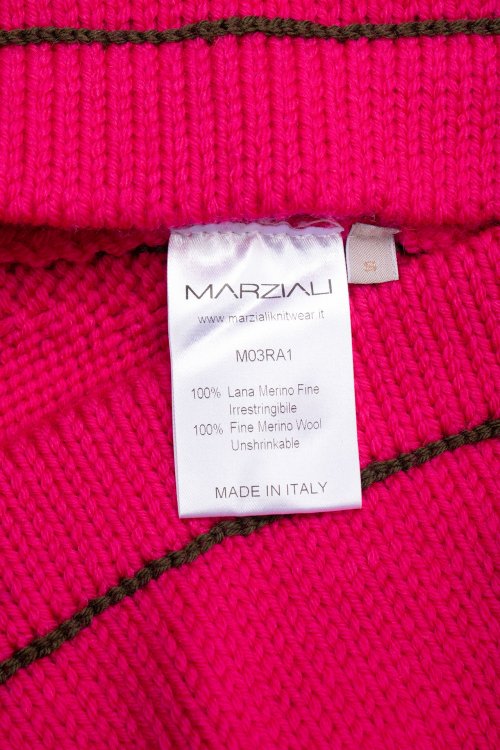 MARZIALI
www.marzialiknitwear.it
M03RA1
100% Lana Merino Fine
Irrestringibile
100% Fine Merino Wool
Unshrinkable
MADE IN ITALY